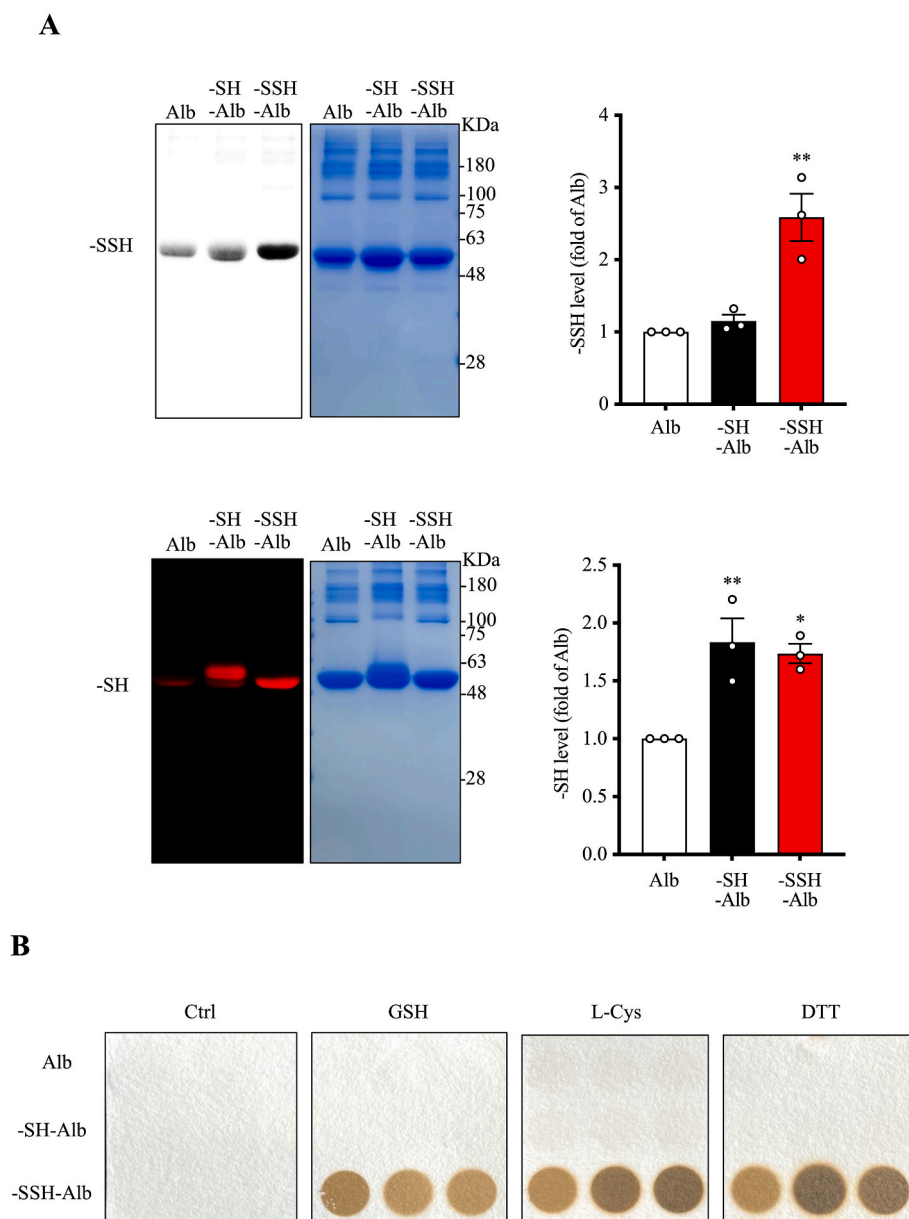 A
-SH -SSH
Alb -Alb -Alb
-SSH
Alb
-SH
-Alb
-SSH
-Alb
KDa
-180
-100
-75
-63
-48
-28
-SSH level (fold of Alb)
4
3
2
1
0
**
Alb
-SH
-Alb
-SSH
-Alb
-SH -SSH
Alb -Alb -Alb
-SH
Alb
-SH
-Alb
-SSH
-Alb
KDa
-180
-100
-75
-63
-48
-28
-SH level (fold of Alb)
2.5
2.0
1.5
1.0
0.5
0.0
**
*
Alb
-SH
-Alb
-SSH
-Alb
B
Ctrl GSH L-Cys DTT
Alb
-SH-Alb
-SSH-Alb